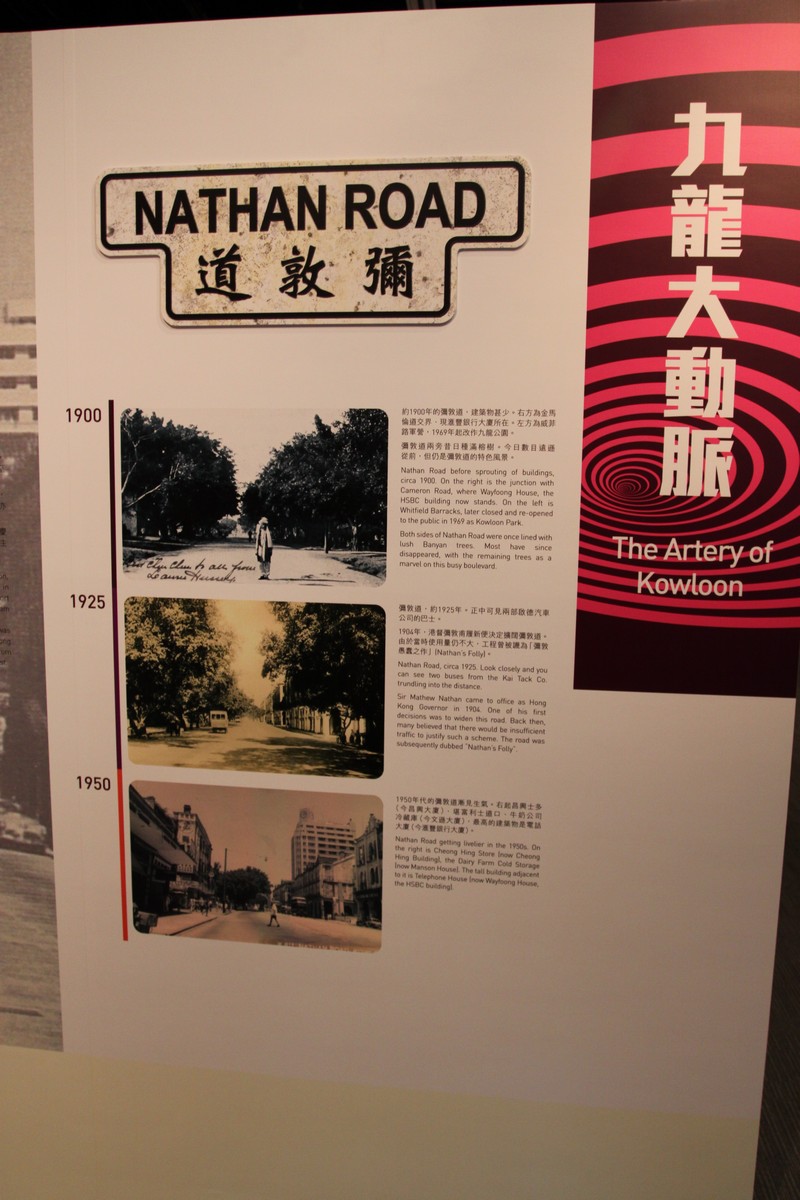 NATHAN ROAD
道敦彌
九龍大動脈
The Artery of
Kowloon
1900
約1900年的彌敦道，建築物甚少。右方為金馬
倫道交界，現滙豐銀行大廈所在。左方為威菲
路軍營，1969年起改作九龍公園。
彌敦道兩旁昔日種滿榕樹。今日數目遠遜
從前，但仍是彌敦道的特色風景。
Nathan Road before sprouting of buildings,
circa 1900. On the right is the junction with
Cameron Road, where Wayfoong House, the
HSBC building now stands. On the left is
Whitfield Barracks, later closed and re-opened
to the public in 1969 as Kowloon Park.
Both sides of Nathan Road were once lined with
lush Banyan trees. Most have since
disappeared, with the remaining trees as a
marvel on this busy boulevard.
1925
彌敦道，約1925年。正中可見兩部啟德汽車
公司的巴士。
1904年，港督彌敦甫履新便決定擴闊彌敦道。
由於當時使用量仍不大，工程曾被譏為「彌敦
愚蠢之作」(Nathan's Folly)。
Nathan Road, circa 1925. Look closely and you
can see two buses from the Kai Tack Co.
trundling into the distance.
Sir Mathew Nathan came to office as Hong
Kong Governor in 1904. One of his first
decisions was to widen this road. Back then,
many believed that there would be insufficient
traffic to justify such a scheme. The road was
subsequently dubbed "Nathan's Folly".
1950
1950年代的彌敦道漸見生氣。右起昌興士多
(今昌興大廈)、堪富利士道口、牛奶公司
冷藏庫(今文遜大廈)，最高的建築物是電話
大廈(今滙豐銀行大廈)。
Nathan Road getting livelier in the 1950s. On
the right is Cheong Hing Store (now Cheong
Hing Building), the Dairy Farm Cold Storage
(now Manson House). The tall building adjacent
to it is Telephone House (now Wayfoong House,
the HSBC building).